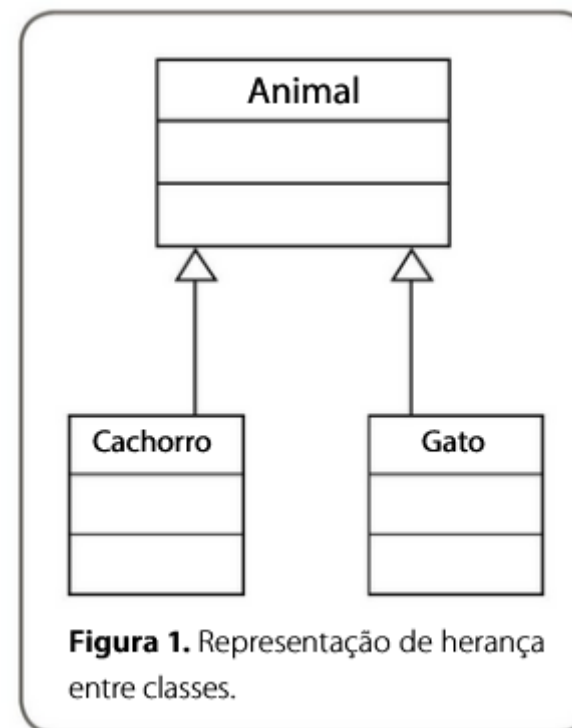 Animal
Cachorro
Gato
Figura 1. Representação de herança
entre classes.